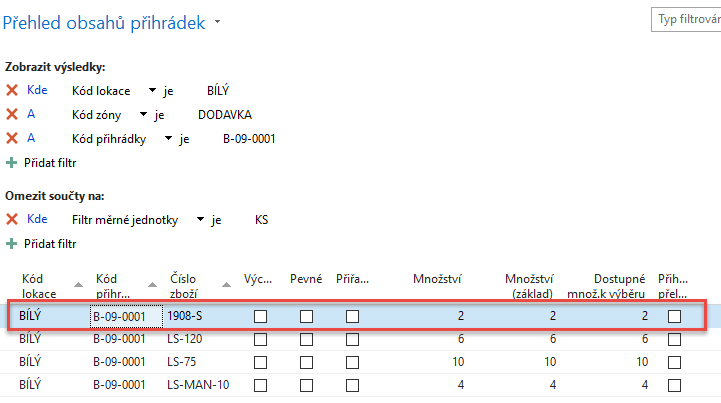 Přehled obsahů přihrádek
Typ filtrován
Zobrazit výsledky:
Kde Kód lokace je BÍLÝ
A Kód zóny je DODAVKA
A Kód přihrádky je B-09-0001
Přidat filtr
Omezit součty na:
Kde Filtr měrné jednotky je KS
Přidat filtr
Kód lokace Kód přihr... Číslo zboží Výc... Pevné Přiřa... Množství Množství (základ) Dostupné množ.k výběru Přih... přel...
BÍLÝ B-09-0001 1908-S 2 2 2
BÍLÝ B-09-0001 LS-120 6 6 6
BÍLÝ B-09-0001 LS-75 10 10 10
BÍLÝ B-09-0001 LS-MAN-10 4 4 4